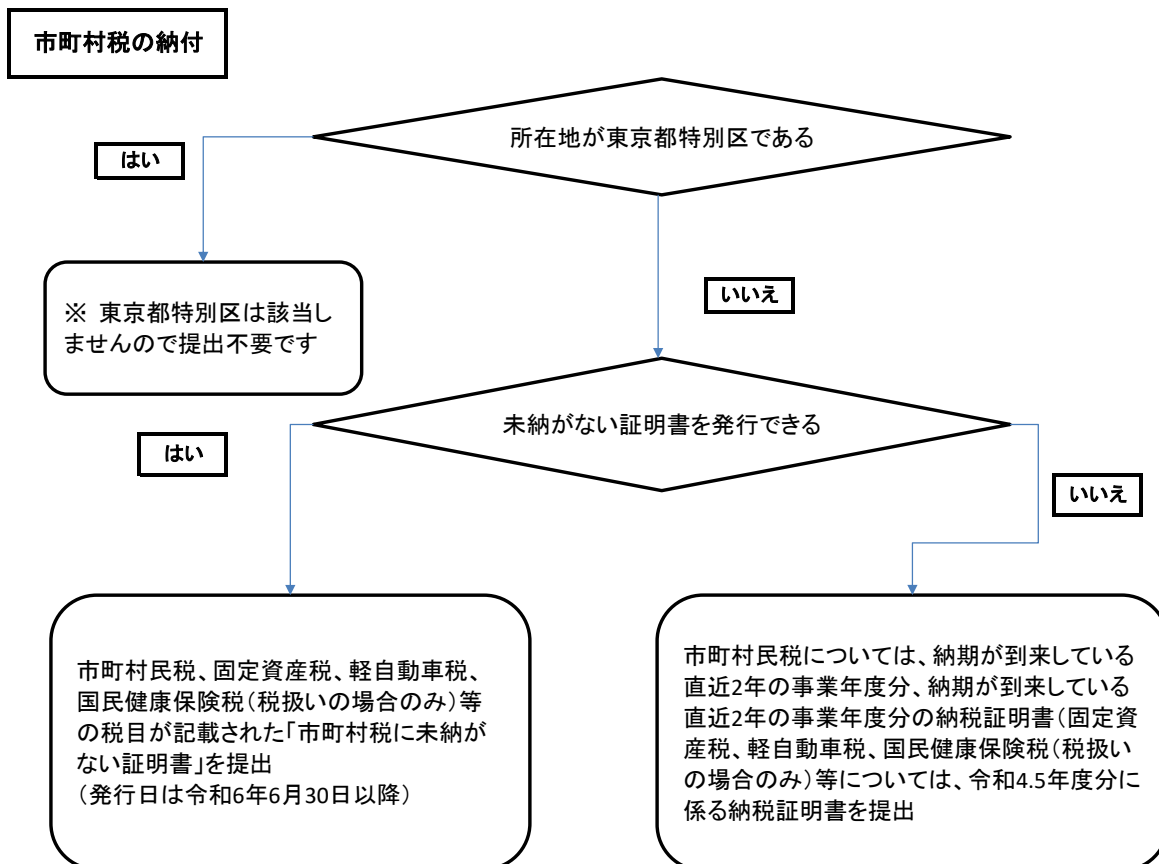 市町村税の納付
所在地が東京都特別区である
はい
※ 東京都特別区は該当し
ませんので提出不要です
いいえ
未納がない証明書を発行できる
はい
いいえ
市町村民税、固定資産税、軽自動車税、
国民健康保険税(税扱いの場合のみ)等
の税目が記載された「市町村税に未納が
ない証明書」を提出
(発行日は令和6年6月30日以降)
市町村民税については、納期が到来している
直近2年の事業年度分、納期が到来している
直近2年の事業年度分の納税証明書(固定資
産税、軽自動車税、国民健康保険税(税扱い
の場合のみ)等については、令和4.5年度分に
係る納税証明書を提出